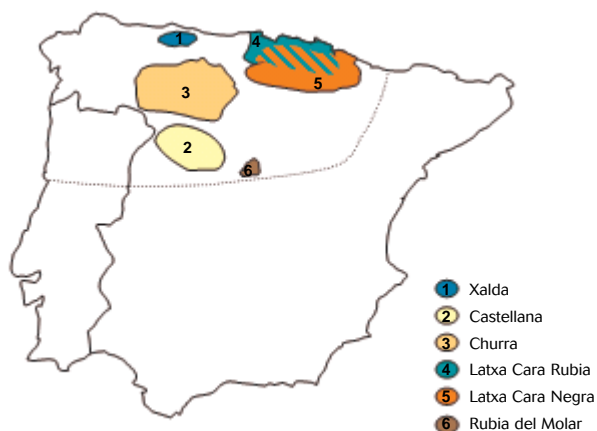 1
4
5
3
2
6
1 Xalda
2 Castellana
3 Churra
4 Latxa Cara Rubia
5 Latxa Cara Negra
6 Rubia del Molar